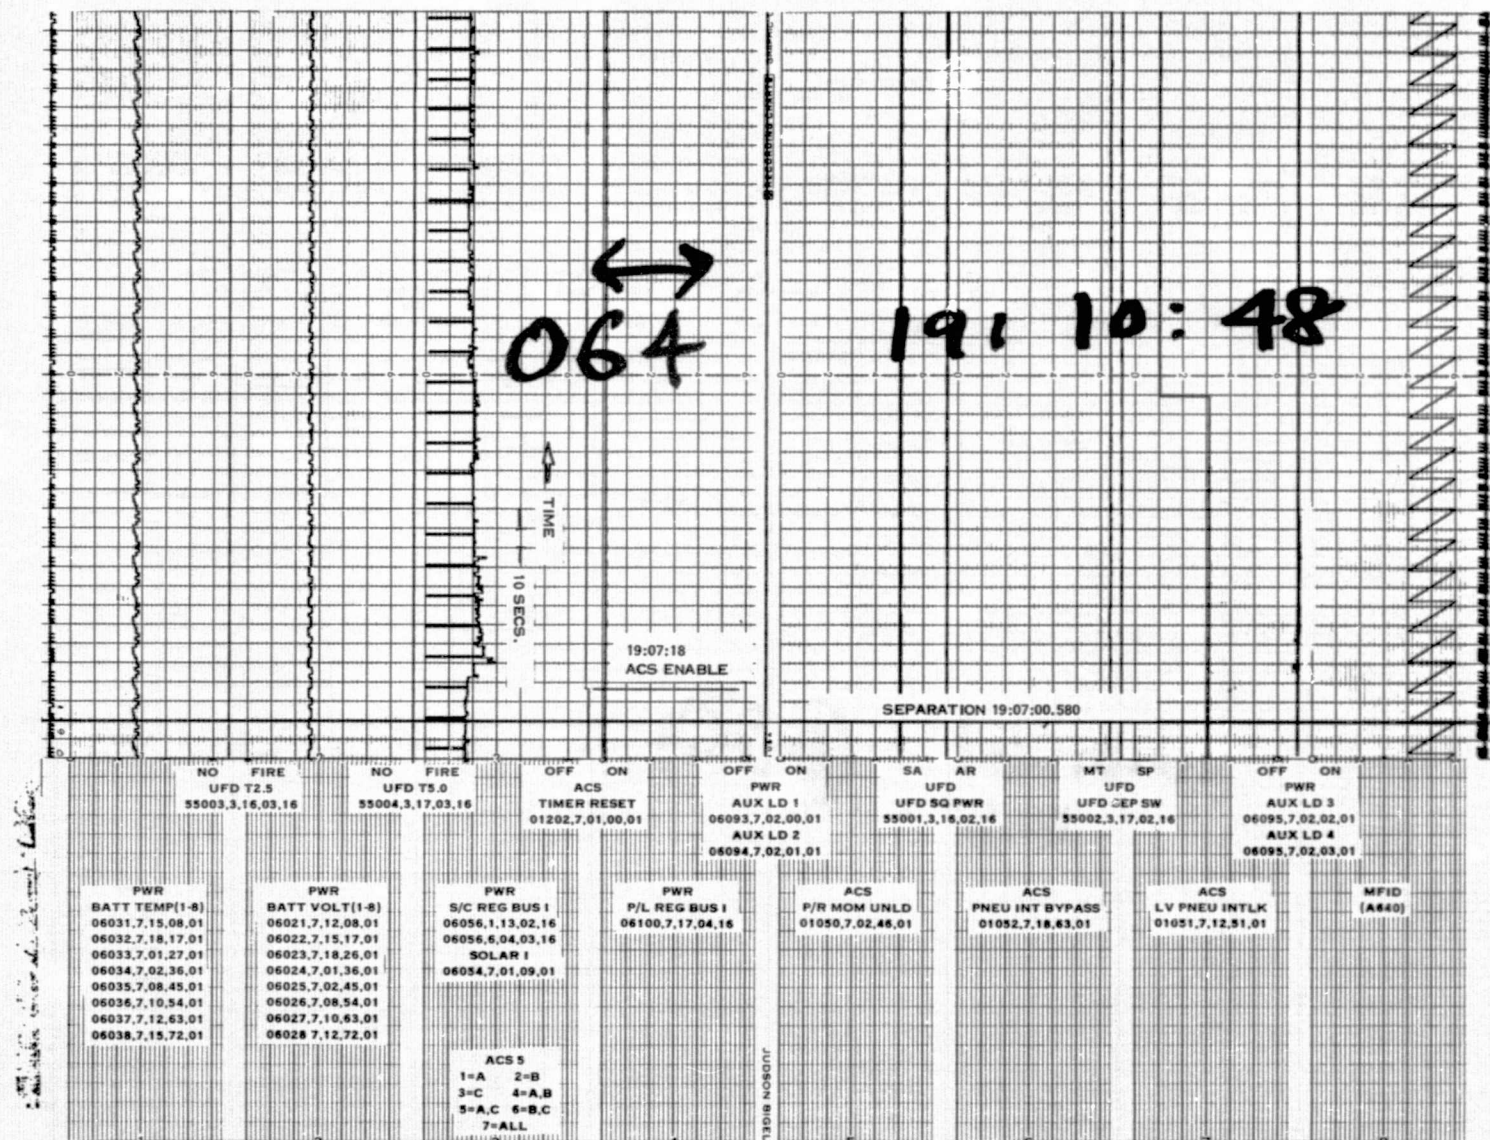 064
19: 10: 48
TIME
10 SECS.
19:07:18
ACS ENABLE
SEPARATION 19:07:00.580
NO FIRE
UFD T2.5
55003,3,16,03,16
NO FIRE
UFD T5.0
55004,3,17,03,16
OFF ON
ACS
TIMER RESET
01202,7,01,00,01
OFF ON
PWR
AUX LD 1
06093,7,02,00,01
AUX LD 2
06094,7,02,01,01
SA AR
UFD
UFD SQ PWR
55001,3,16,02,16
MT SP
UFD
UFD SEP SW
55002,3,17,02,16
OFF ON
PWR
AUX LD 3
06095,7,02,02,01
AUX LD 4
06095,7,02,03,01
PWR
BATT TEMP(1-8)
06031,7,15,08,01
06032,7,18,17,01
06033,7,01,27,01
06034,7,02,36,01
06035,7,08,45,01
06036,7,10,54,01
06037,7,12,63,01
06038,7,15,72,01
PWR
BATT VOLT(1-8)
06021,7,12,08,01
06022,7,15,17,01
06023,7,18,26,01
06024,7,01,36,01
06025,7,02,45,01
06026,7,08,54,01
06027,7,10,63,01
06028 7,12,72,01
PWR
S/C REG BUS I
06056,1,13,02,16
06056,6,04,03,16
SOLAR I
06054,7,01,09,01
PWR
P/L REG BUS I
06100,7,17,04,16
ACS
P/R MOM UNLD
01050,7,02,46,01
ACS
PNEU INT BYPASS
01052,7,18,63,01
ACS
LV PNEU INTLK
01051,7,12,51,01
MFID
(A640)
ACS 5
1=A 2=B
3=C 4=A,B
5=A,C 6=B,C
7=ALL
JUDSON BIGEL